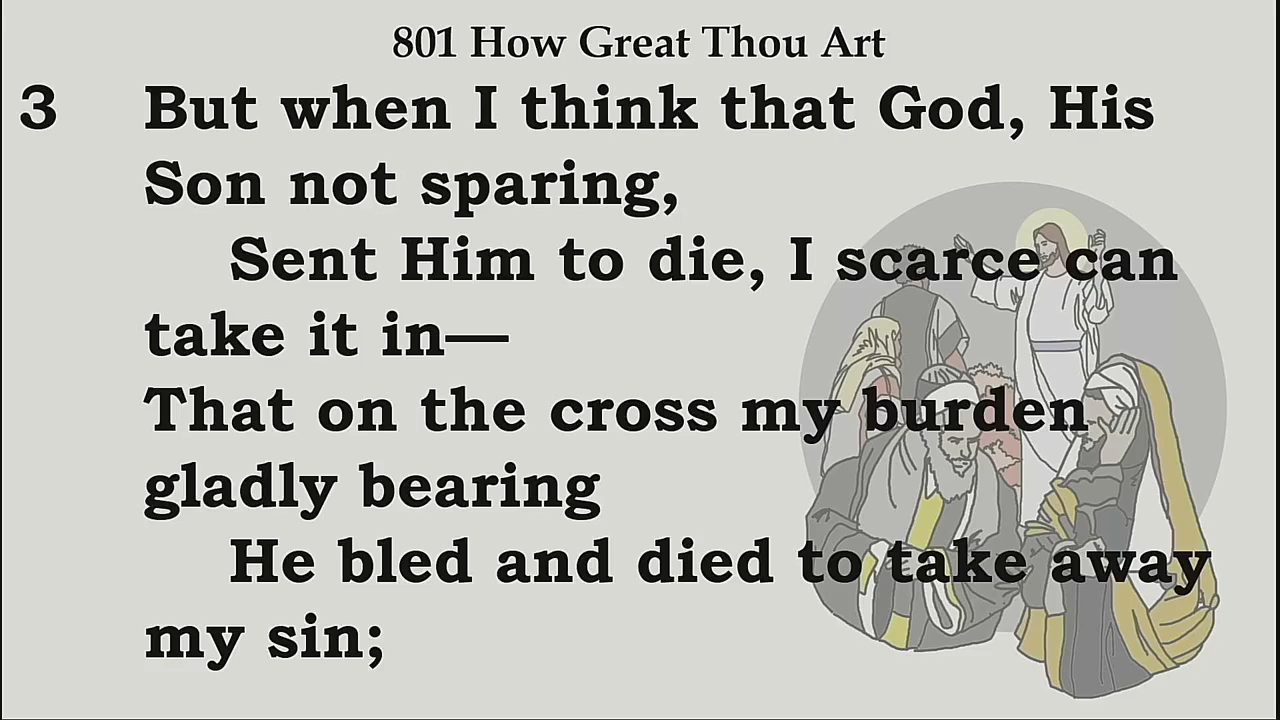 801 How Great Thou Art
3 But when I think that God, His
Son not sparing,
Sent Him to die, I scarce can
take it in—
That on the cross my burden
gladly bearing
He bled and died to take away
my sin;